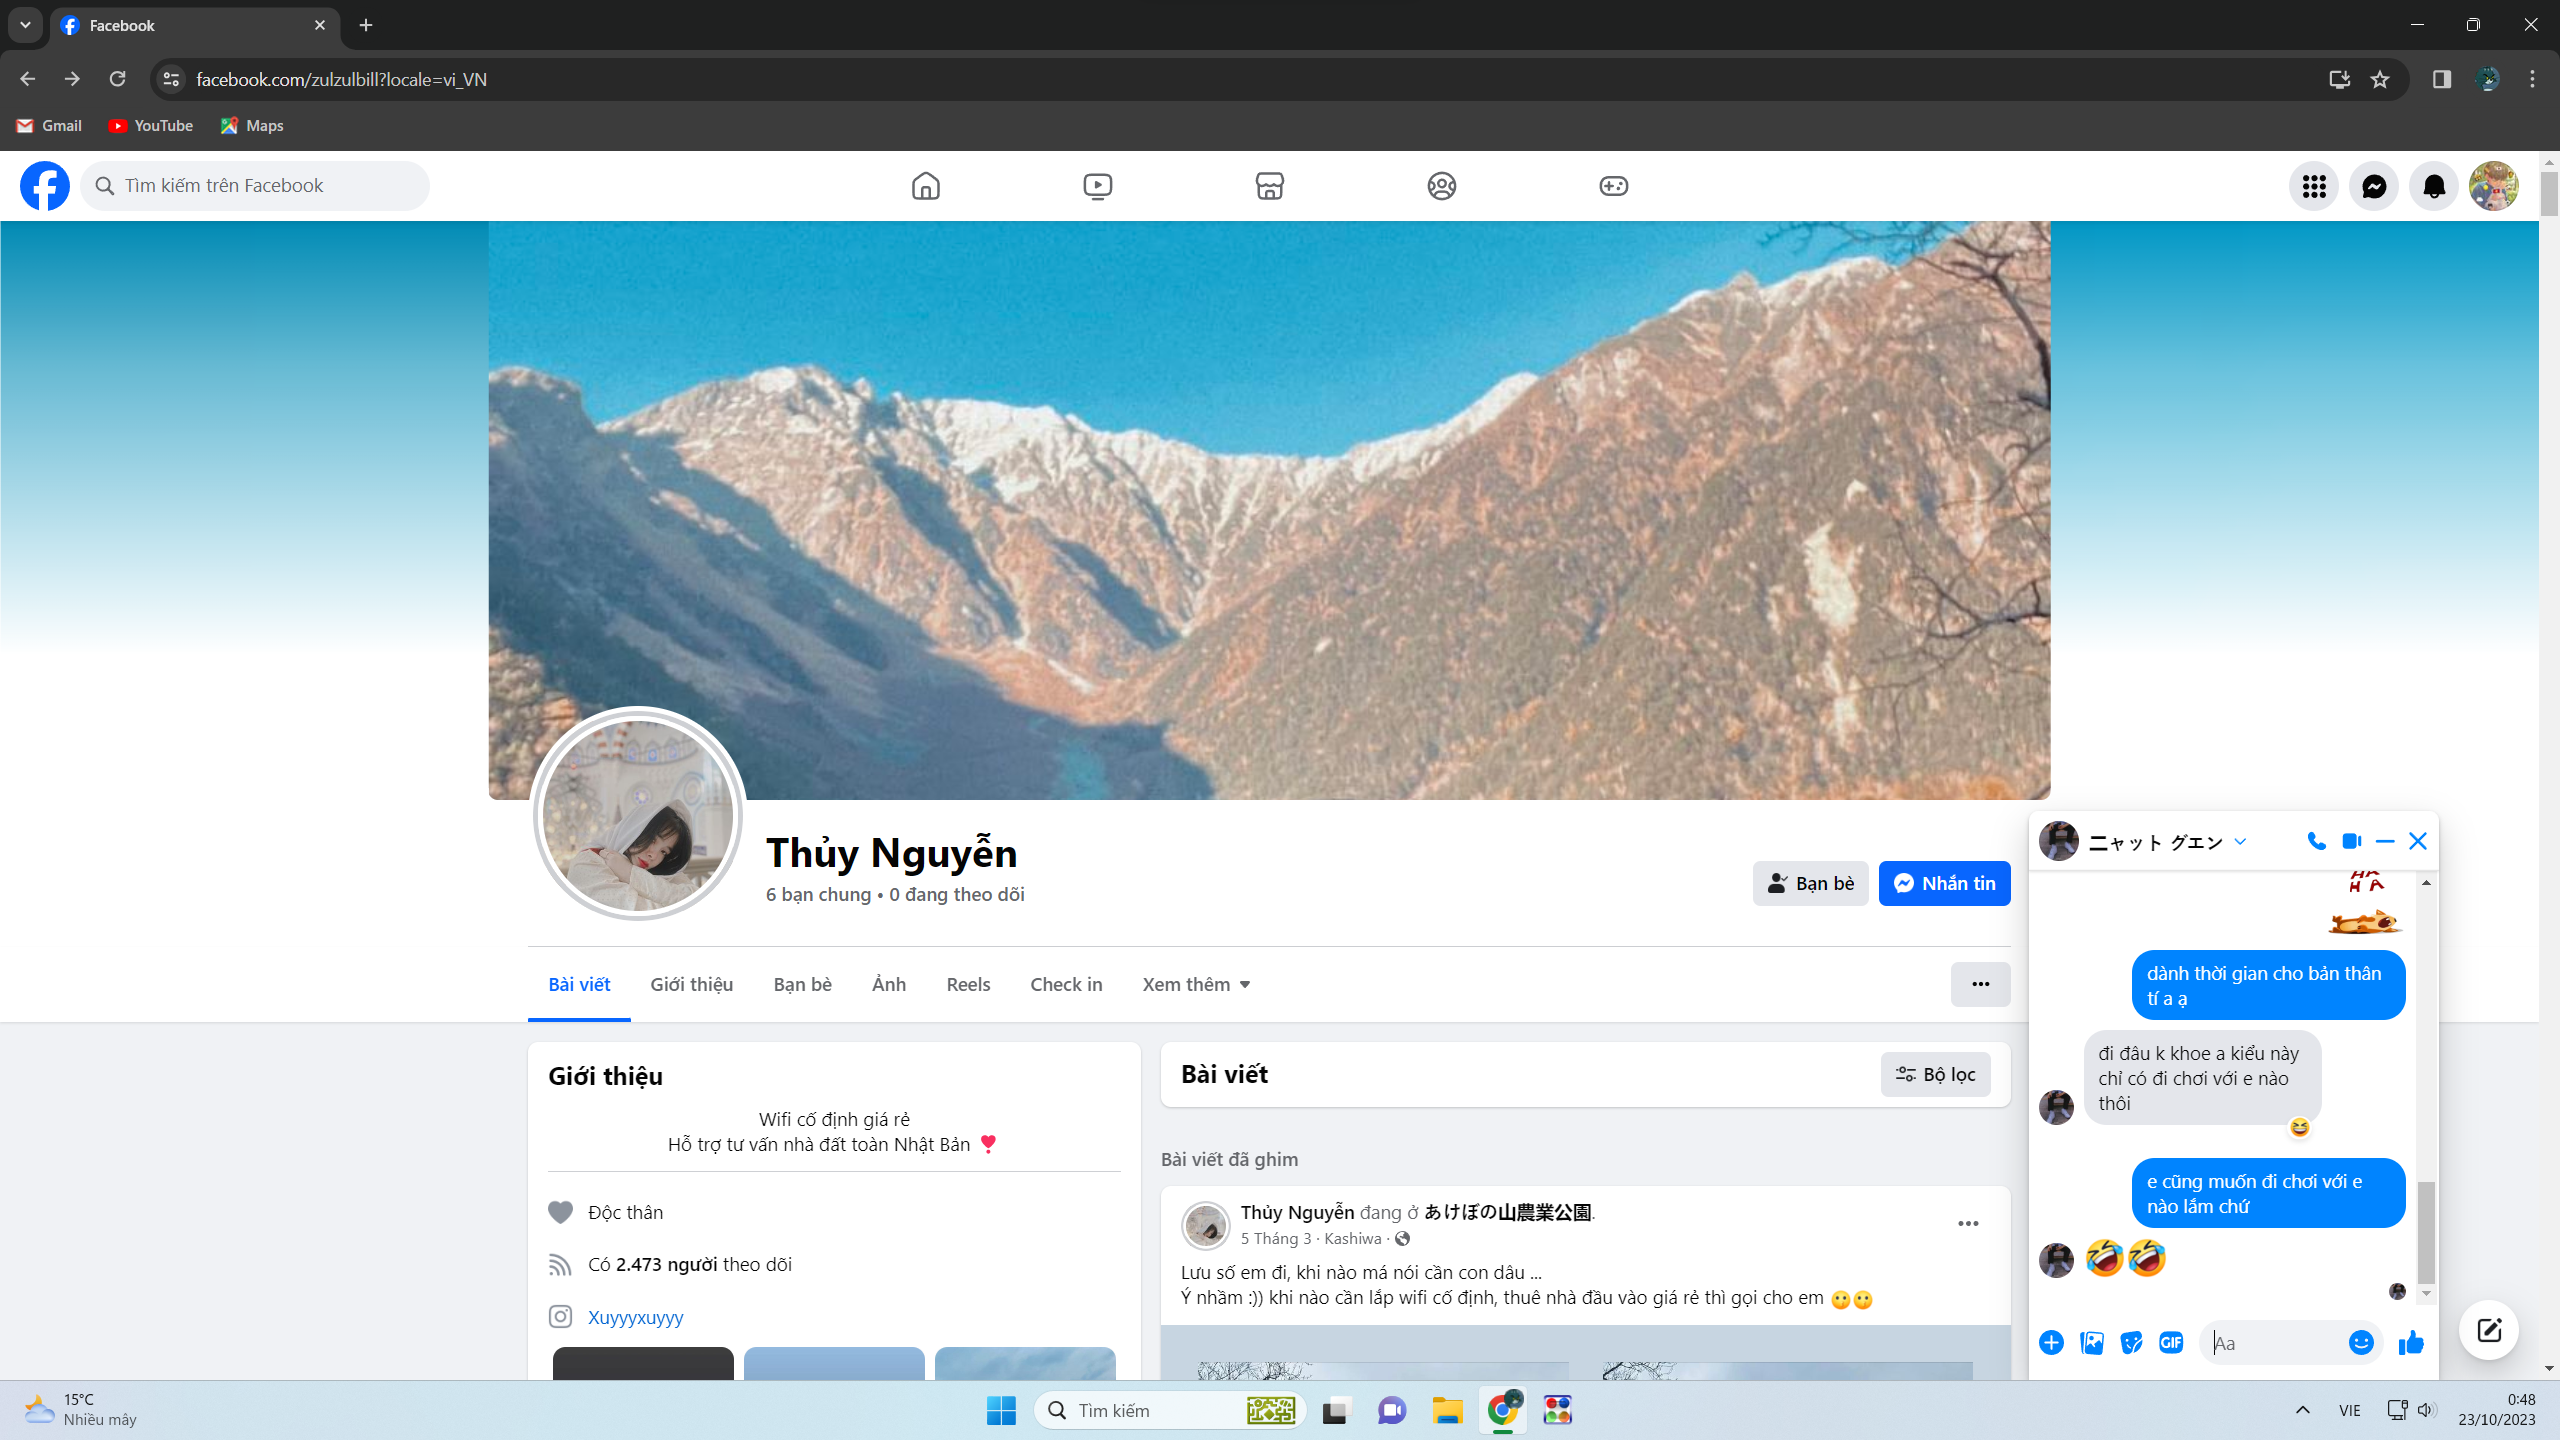 Facebook
facebook.com/zulzulbill?locale=vi_VN
Gmail
YouTube
Maps
Tìm kiếm trên Facebook
Thủy Nguyễn
6 bạn chung • 0 đang theo dõi
Bạn bè
Nhắn tin
Bài viết
Giới thiệu
Bạn bè
Ảnh
Reels
Check in
Xem thêm
Giới thiệu
Wifi cố định giá rẻ
Hỗ trợ tư vấn nhà đất toàn Nhật Bản ❣
Độc thân
Có 2.473 người theo dõi
Xuyyyxuyyy
Bài viết
Bộ lọc
Bài viết đã ghim
Thủy Nguyễn đang ở あけぼの山農業公園.
5 Tháng 3 · Kashiwa ·
Lưu số em đi, khi nào má nói cần con dâu ...
Ý nhầm :)) khi nào cần lắp wifi cố định, thuê nhà đầu vào giá rẻ thì gọi cho em
ニャット グエン
HA
HA
dành thời gian cho bản thân
tí a ạ
đi đâu k khoe a kiểu này
chỉ có đi chơi với e nào
thôi
e cũng muốn đi chơi với e
nào lắm chứ
🤣🤣
GIF
Aa
15°C
Nhiều mây
Tìm kiếm
VIE
0:48
23/10/2023